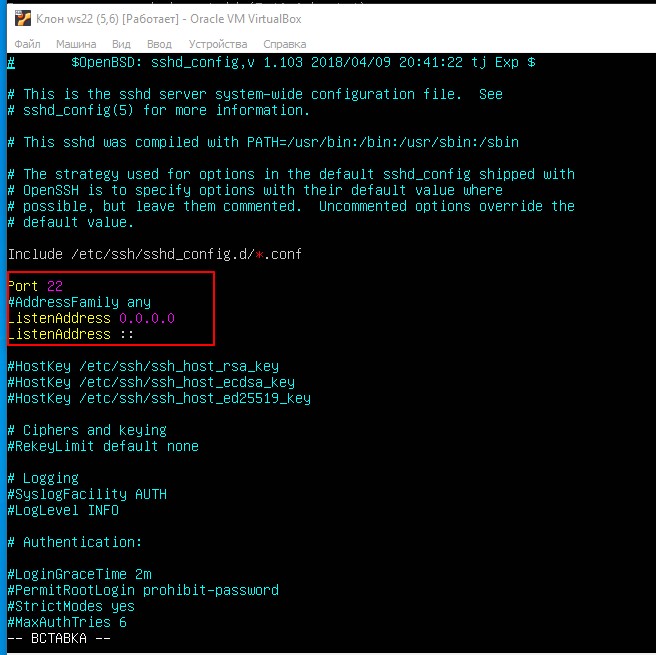 Клон ws22 (5,6) [Работает] - Oracle VM VirtualBox
Файл Машина Вид Ввод Устройства Справка
# $OpenBSD: sshd_config,v 1.103 2018/04/09 20:41:22 tj Exp $
# This is the sshd server system-wide configuration file. See
# sshd_config(5) for more information.
# This sshd was compiled with PATH=/usr/bin:/bin:/usr/sbin:/sbin
# The strategy used for options in the default sshd_config shipped with
# OpenSSH is to specify options with their default value where
# possible, but leave them commented. Uncommented options override the
# default value.
Include /etc/ssh/sshd_config.d/*.conf
Port 22
#AddressFamily any
ListenAddress 0.0.0.0
ListenAddress ::
#HostKey /etc/ssh/ssh_host_rsa_key
#HostKey /etc/ssh/ssh_host_ecdsa_key
#HostKey /etc/ssh/ssh_host_ed25519_key
# Ciphers and keying
#RekeyLimit default none
# Logging
#SyslogFacility AUTH
#LogLevel INFO
# Authentication:
#LoginGraceTime 2m
#PermitRootLogin prohibit-password
#StrictModes yes
#MaxAuthTries 6
-- ВСТАВКА --